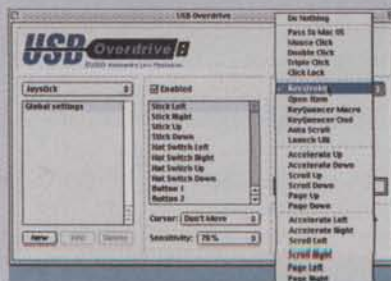 USB Overdrive
USB Overdrive
Joystick
Global settings
New
Edit
Delete
Enabled
Stick Left
Stick Right
Stick Up
Stick Down
Hat Switch Left
Hat Switch Right
Hat Switch Up
Hat Switch Down
Button 1
Button 2
Cursor: Don't Move
Sensitivity: 75%
Do Nothing
Pass To Mac OS
Mouse Click
Double Click
Triple Click
Click Lock
Keystroke
Open Item
KeyQuencer Macro
KeyQuencer Cmd
Auto Scroll
Launch URL
Accelerate Up
Accelerate Down
Scroll Up
Scroll Down
Page Up
Page Down
Accelerate Left
Accelerate Right
Scroll Left
Scroll Right
Page Left
Page Right